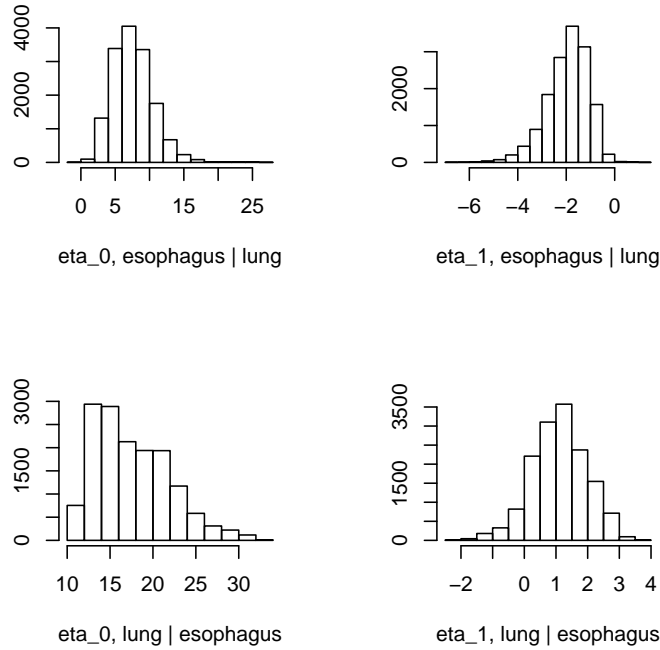 4000
2000
0
0 5 15 25
eta_0, esophagus | lung
2000
0
−6 −4 −2 0
eta_1, esophagus | lung
3000
1500
0
10 15 20 25 30
eta_0, lung | esophagus
3500
1500
0
−2 0 1 2 3 4
eta_1, lung | esophagus